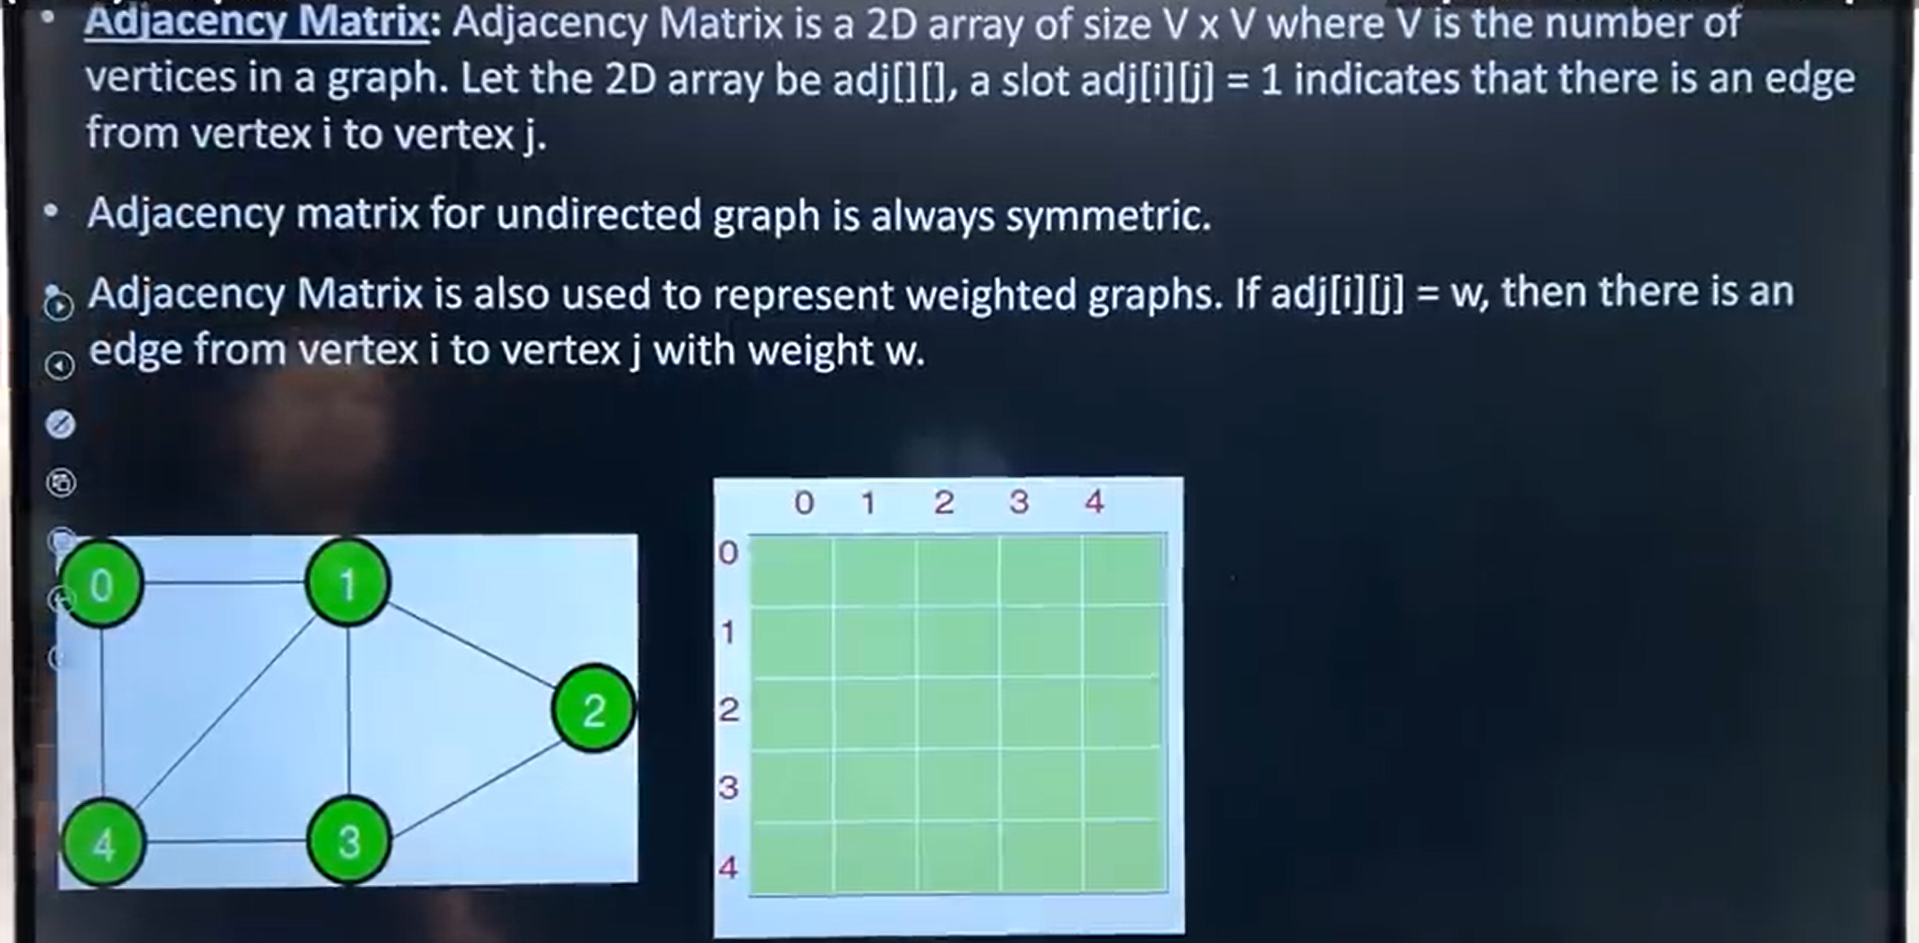 • Adjacency Matrix: Adjacency Matrix is a 2D array of size V x V where V is the number of
vertices in a graph. Let the 2D array be adj[][], a slot adj[i][j] = 1 indicates that there is an edge
from vertex i to vertex j.
• Adjacency matrix for undirected graph is always symmetric.
• Adjacency Matrix is also used to represent weighted graphs. If adj[i][j] = w, then there is an
edge from vertex i to vertex j with weight w.
0 1
2
4 3
0 1 2 3 4
0
1
2
3
4